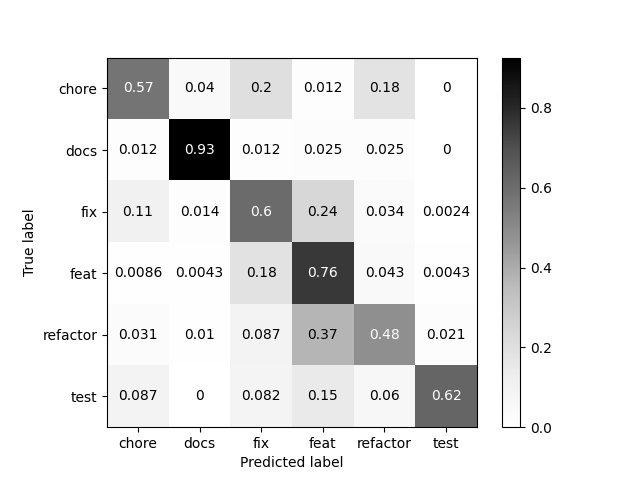 chore 0.57 0.04 0.2 0.012 0.18 0
docs 0.012 0.93 0.012 0.025 0.025 0
fix 0.11 0.014 0.6 0.24 0.034 0.0024
feat 0.0086 0.0043 0.18 0.76 0.043 0.0043
refactor 0.031 0.01 0.087 0.37 0.48 0.021
test 0.087 0 0.082 0.15 0.06 0.62
chore docs fix feat refactor test
Predicted label
True label
0.8
0.6
0.4
0.2
0.0